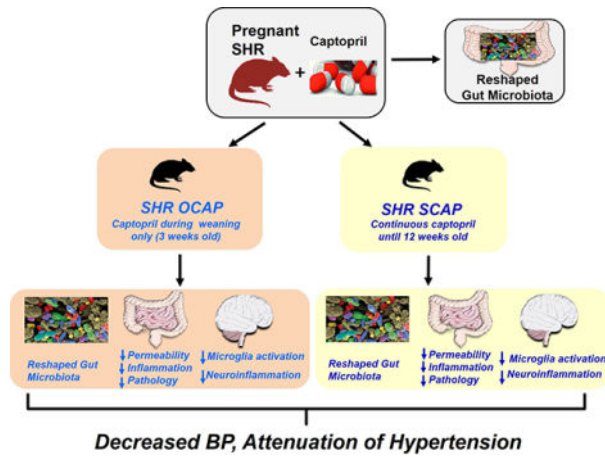 Pregnant
SHR
Captopril
+
Reshaped
Gut Microbiota
SHR OCAP
Captopril during weaning
only (3 weeks old)
SHR SCAP
Continuous captopril
until 12 weeks old
Reshaped Gut
Microbiota
↓ Permeability
↓ Inflammation
↓ Pathology
↓ Microglia activation
↓ Neuroinflammation
Reshaped Gut
Microbiota
↓ Permeability
↓ Inflammation
↓ Pathology
↓ Microglia activation
↓ Neuroinflammation
Decreased BP, Attenuation of Hypertension